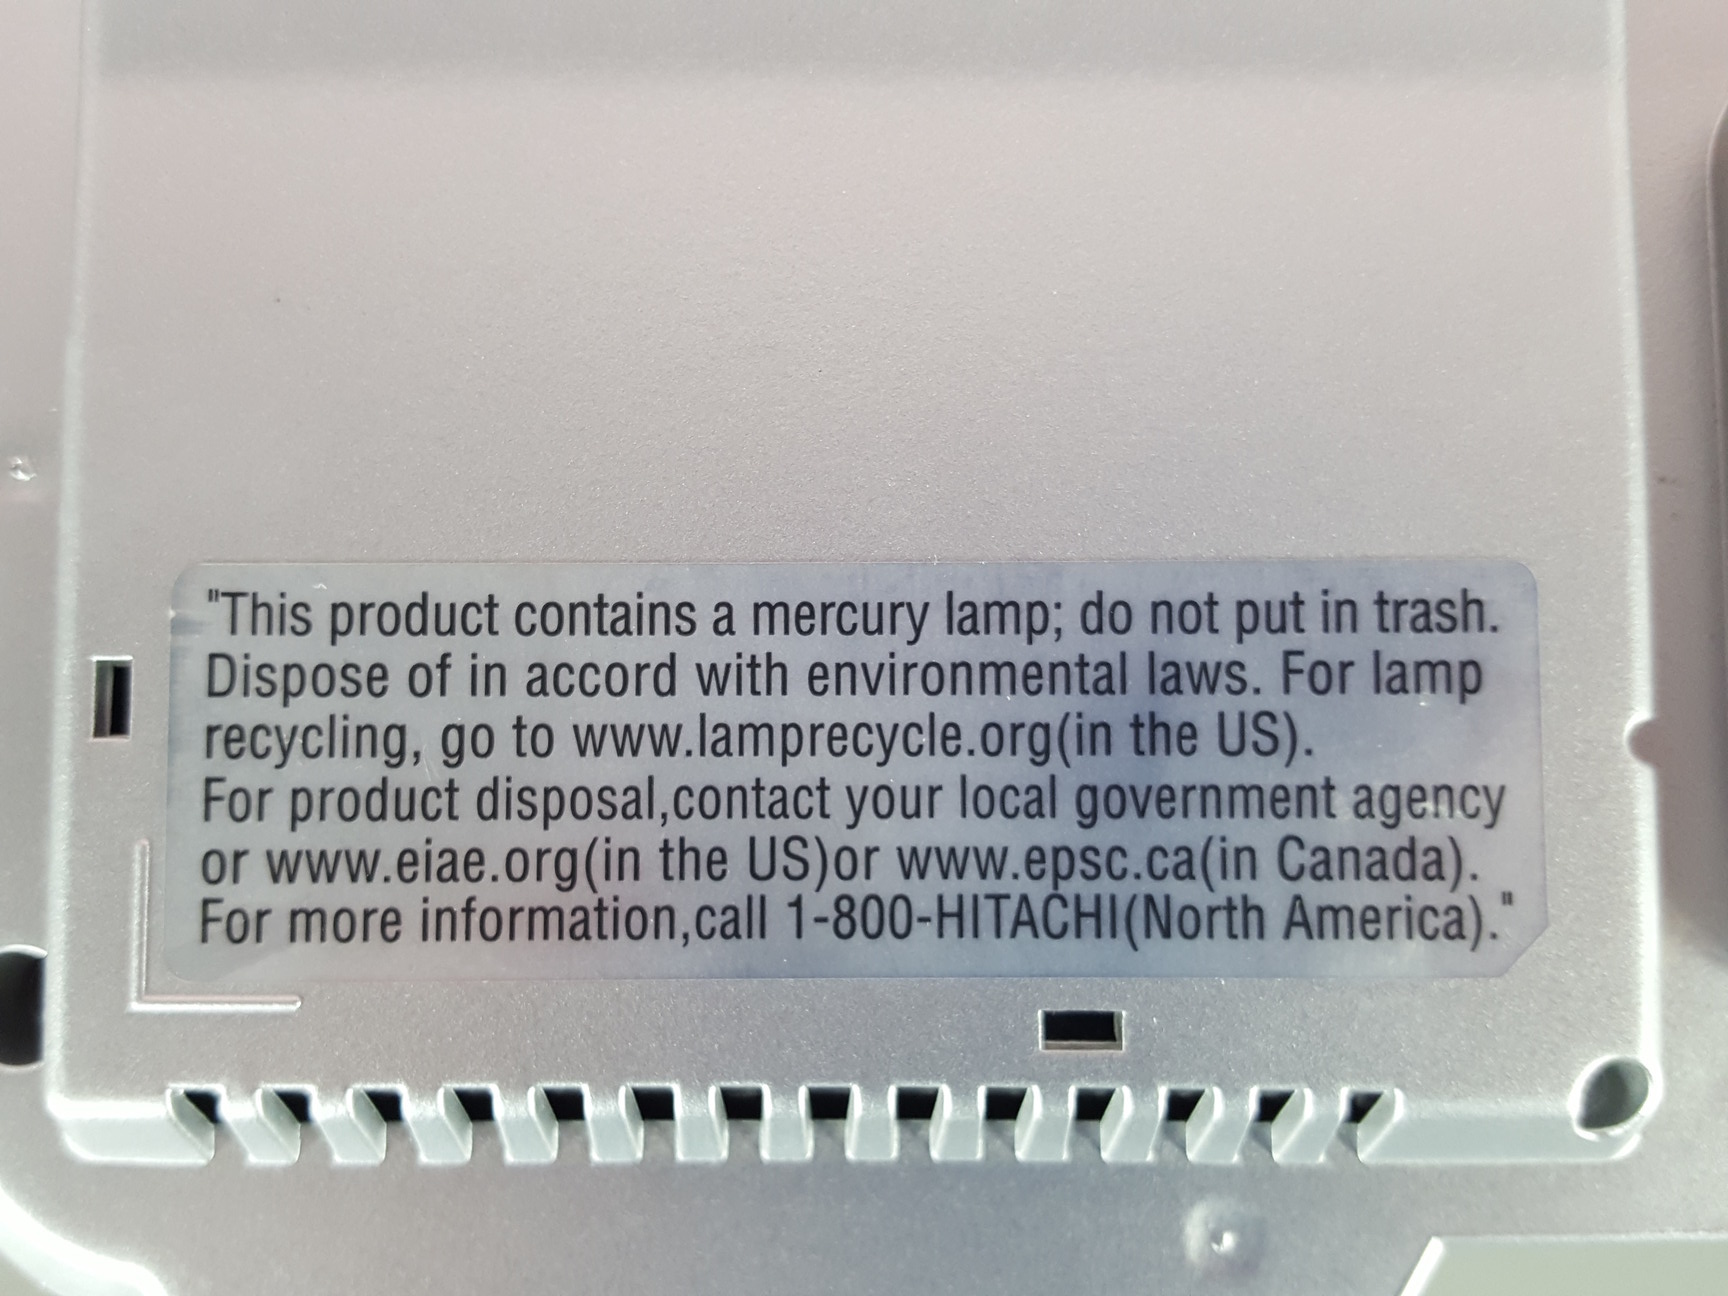 "This product contains a mercury lamp; do not put in trash.
Dispose of in accord with environmental laws. For lamp
recycling, go to www.lamprecycle.org(in the US).
For product disposal,contact your local government agency
or www.eiae.org(in the US)or www.epsc.ca(in Canada).
For more information,call 1-800-HITACHI(North America)."